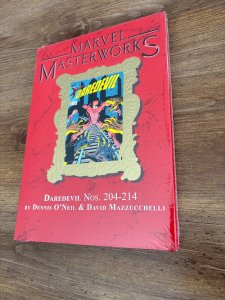 MARVEL
MASTERWORKS
DAREDEVIL
DAREDEVIL NOS. 204-214
BY DENNIS O'NEIL & DAVID MAZZUCCHELLI